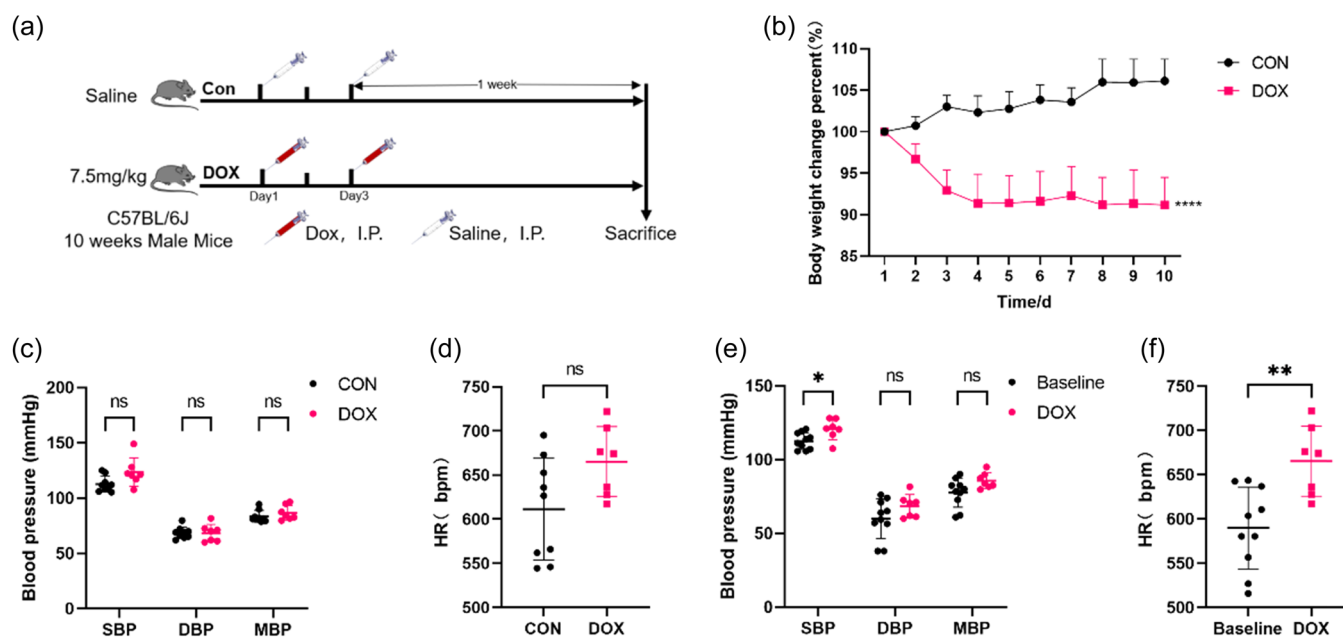 (a)
Saline
Con
1 week
7.5mg/kg
DOX
Day1
Day3
C57BL/6J
10 weeks Male Mice
Dox, I.P.
Saline, I.P.
Sacrifice
(b)
Body weight change percent(%)
110
105
100
95
90
85
1 2 3 4 5 6 7 8 9 10
Time/d
CON
DOX
****
(c)
Blood pressure (mmHg)
200
150
100
50
0
ns
ns
ns
SBP DBP MBP
CON
DOX
(d)
HR( bpm)
750
700
650
600
550
500
ns
CON DOX
(e)
Blood pressure (mmHg)
150
100
50
0
*
ns
ns
SBP DBP MBP
Baseline
DOX
(f)
HR( bpm)
750
700
650
600
550
500
**
Baseline DOX